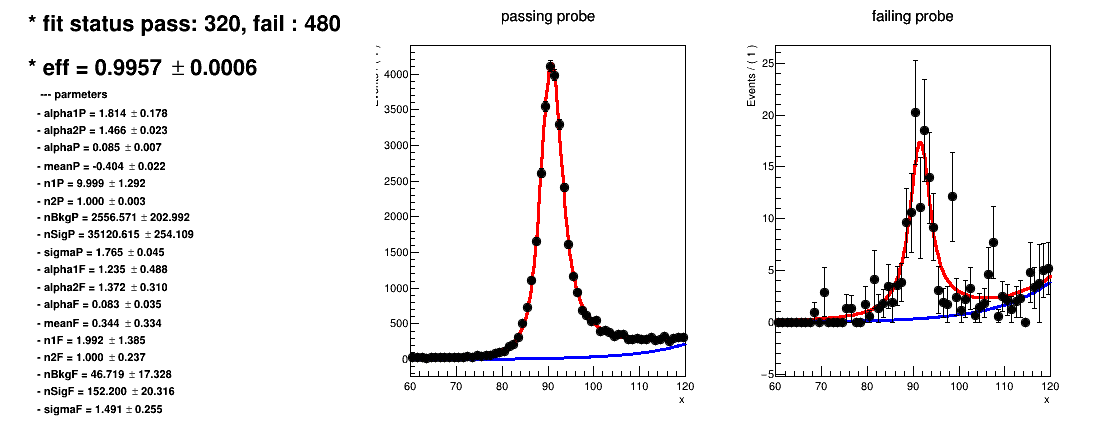 * fit status pass: 320, fail : 480
* eff = 0.9957 ± 0.0006
--- parmeters
- alpha1P = 1.814 ± 0.178
- alpha2P = 1.466 ± 0.023
- alphaP = 0.085 ± 0.007
- meanP = -0.404 ± 0.022
- n1P = 9.999 ± 1.292
- n2P = 1.000 ± 0.003
- nBkgP = 2556.571 ± 202.992
- nSigP = 35120.615 ± 254.109
- sigmaP = 1.765 ± 0.045
- alpha1F = 1.235 ± 0.488
- alpha2F = 1.372 ± 0.310
- alphaF = 0.083 ± 0.035
- meanF = 0.344 ± 0.334
- n1F = 1.992 ± 1.385
- n2F = 1.000 ± 0.237
- nBkgF = 46.719 ± 17.328
- nSigF = 152.200 ± 20.316
- sigmaF = 1.491 ± 0.255
passing probe
4000
3500
3000
2500
2000
1500
1000
500
0
60 70 80 90 100 110 120
x
failing probe
Events / ( 1 )
25
20
15
10
5
0
−5
60 70 80 90 100 110 120
x